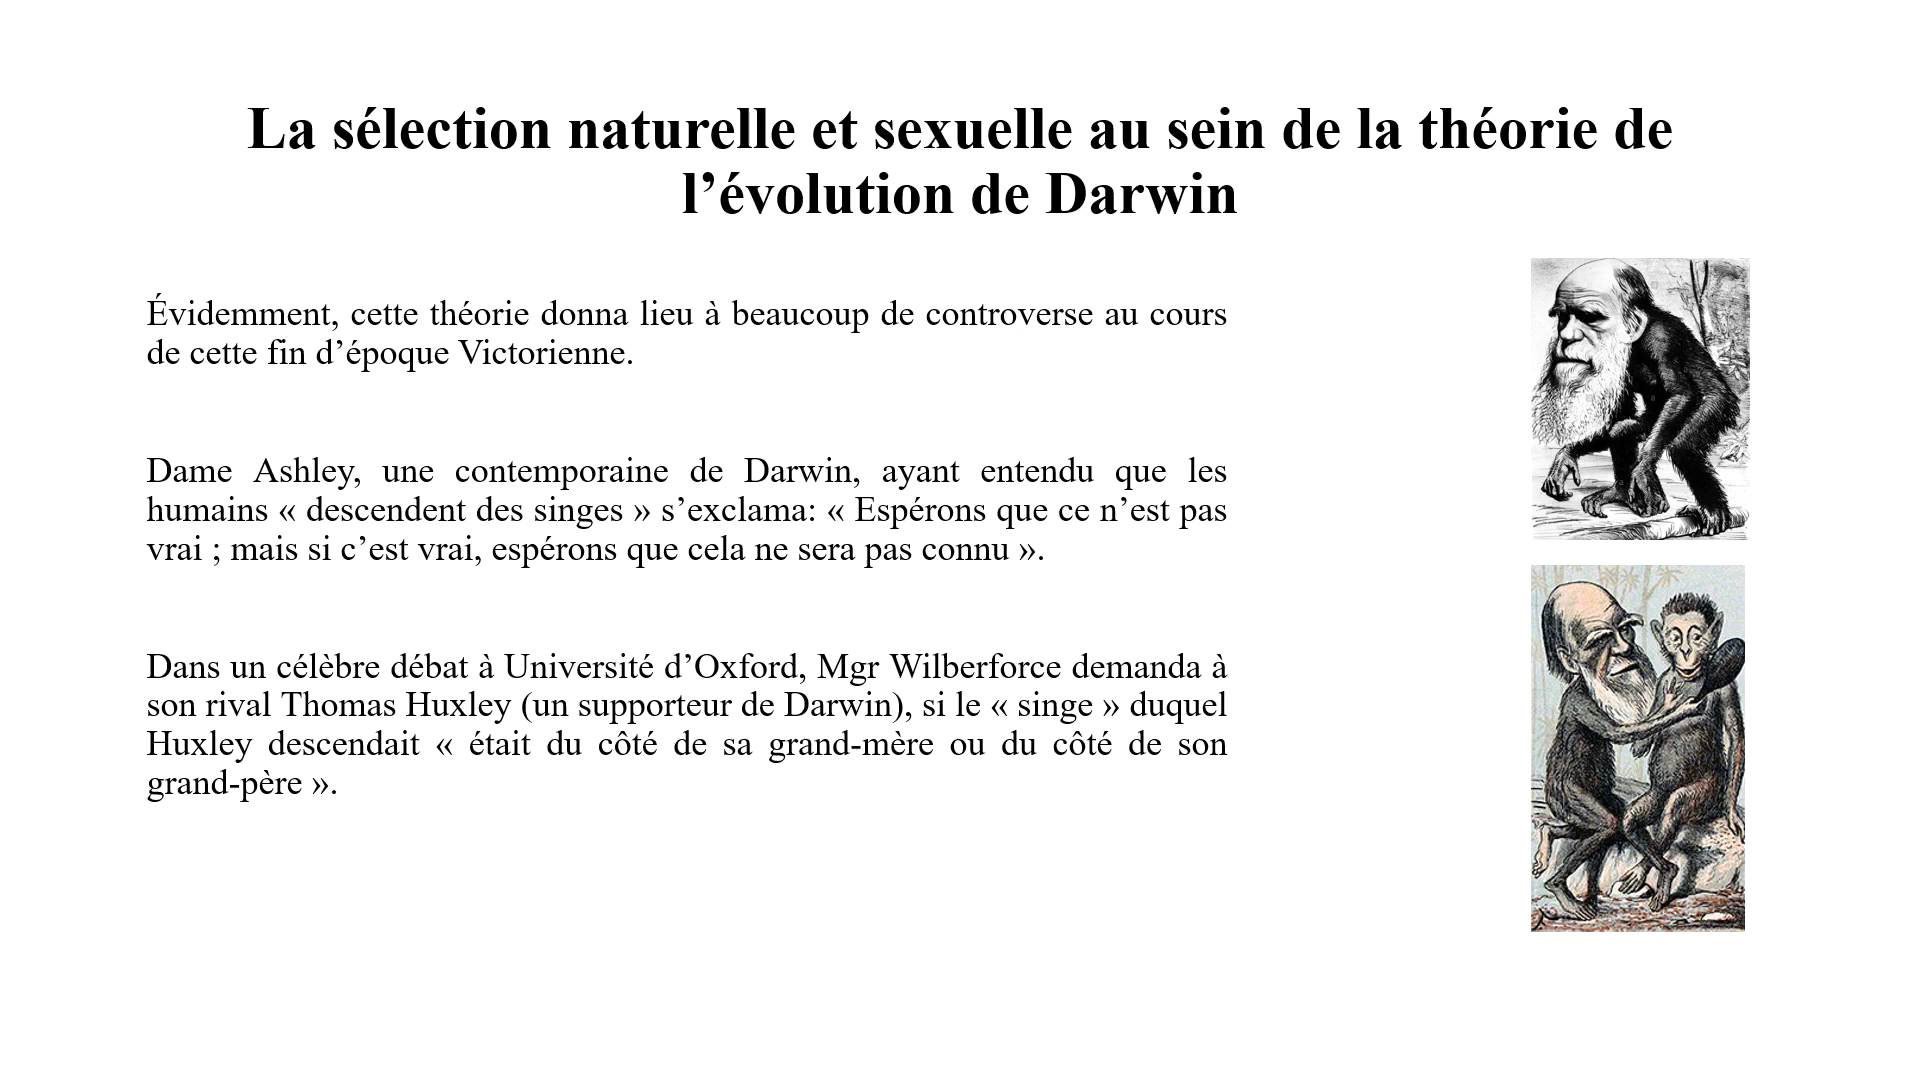 La sélection naturelle et sexuelle au sein de la théorie de
l’évolution de Darwin
Évidemment, cette théorie donna lieu à beaucoup de controverse au cours
de cette fin d’époque Victorienne.
Dame Ashley, une contemporaine de Darwin, ayant entendu que les
humains « descendent des singes » s’exclama: « Espérons que ce n’est pas
vrai ; mais si c’est vrai, espérons que cela ne sera pas connu ».
Dans un célèbre débat à Université d’Oxford, Mgr Wilberforce demanda à
son rival Thomas Huxley (un supporteur de Darwin), si le « singe » duquel
Huxley descendait « était du côté de sa grand-mère ou du côté de son
grand-père ».